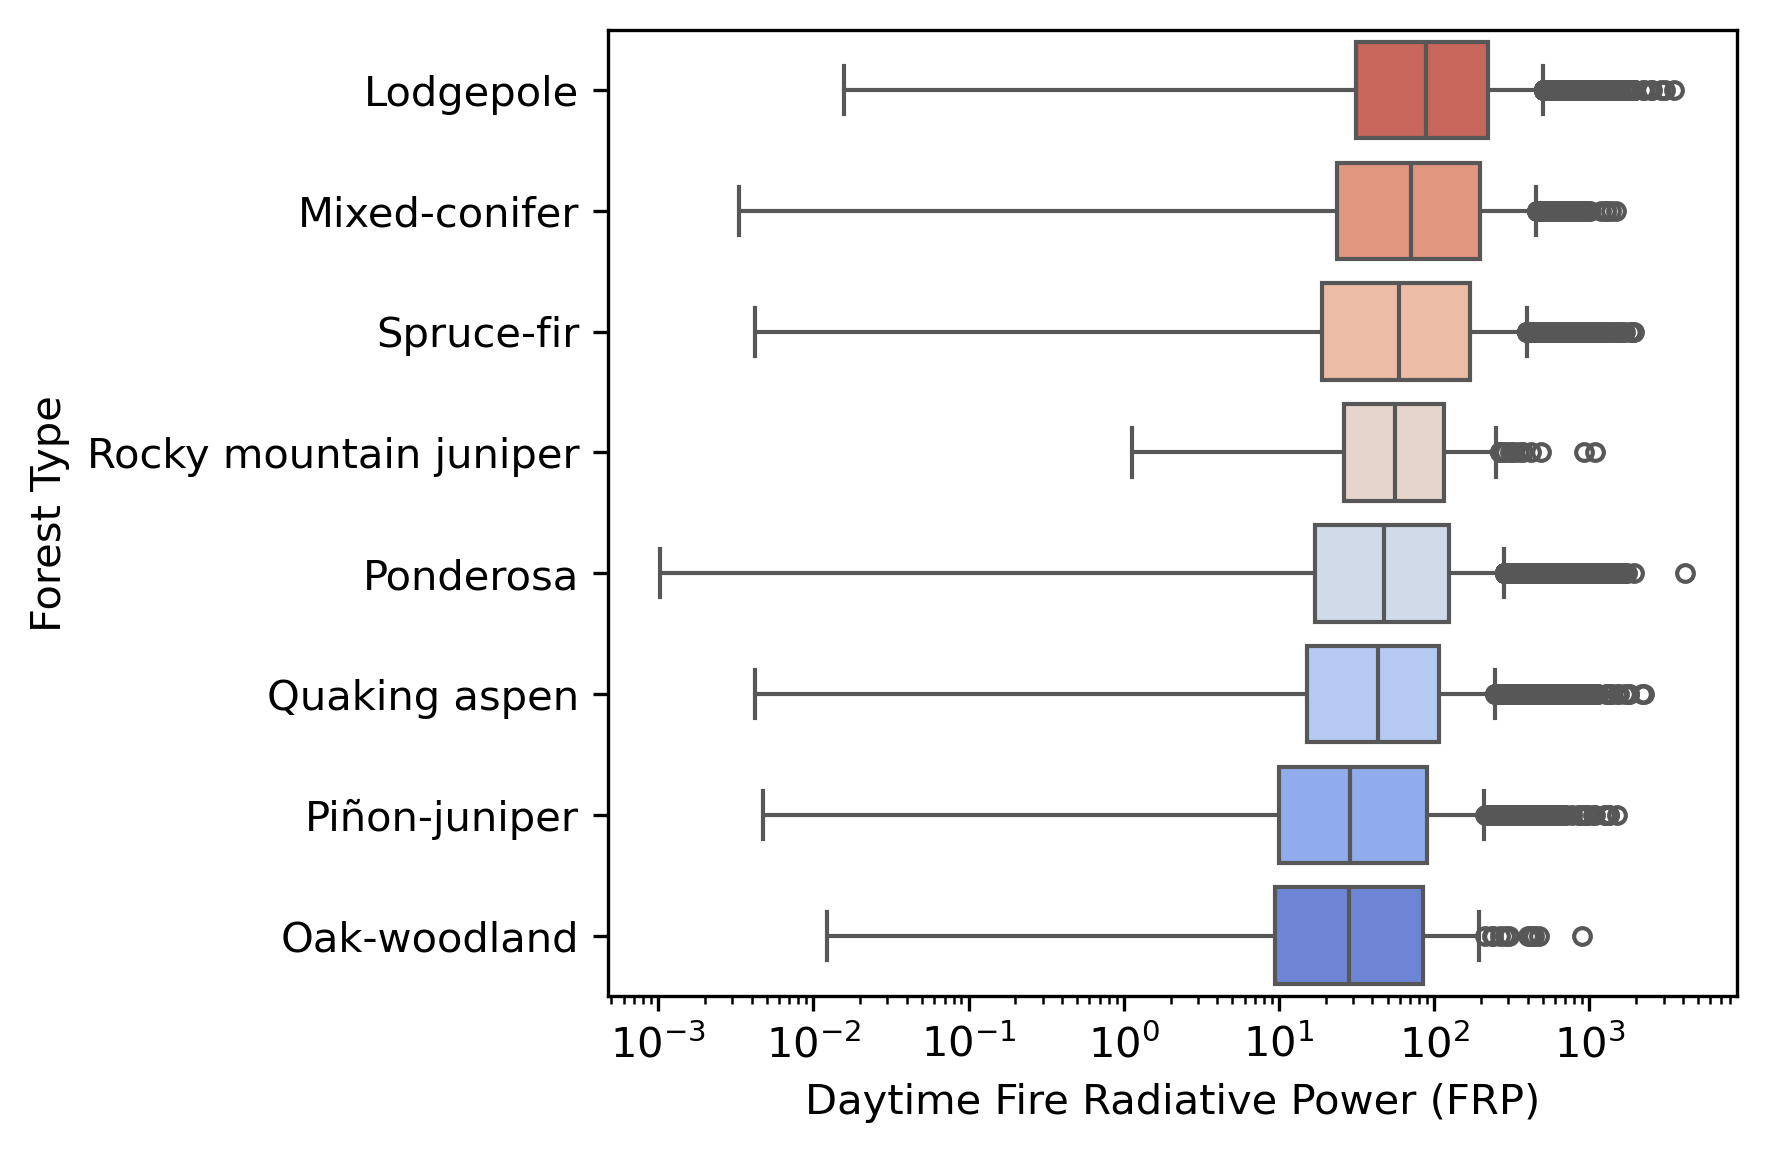 Lodgepole
Mixed-conifer
Spruce-fir
Rocky mountain juniper
Ponderosa
Quaking aspen
Piñon-juniper
Oak-woodland
Forest Type
10⁻³ 10⁻² 10⁻¹ 10⁰ 10¹ 10² 10³
Daytime Fire Radiative Power (FRP)